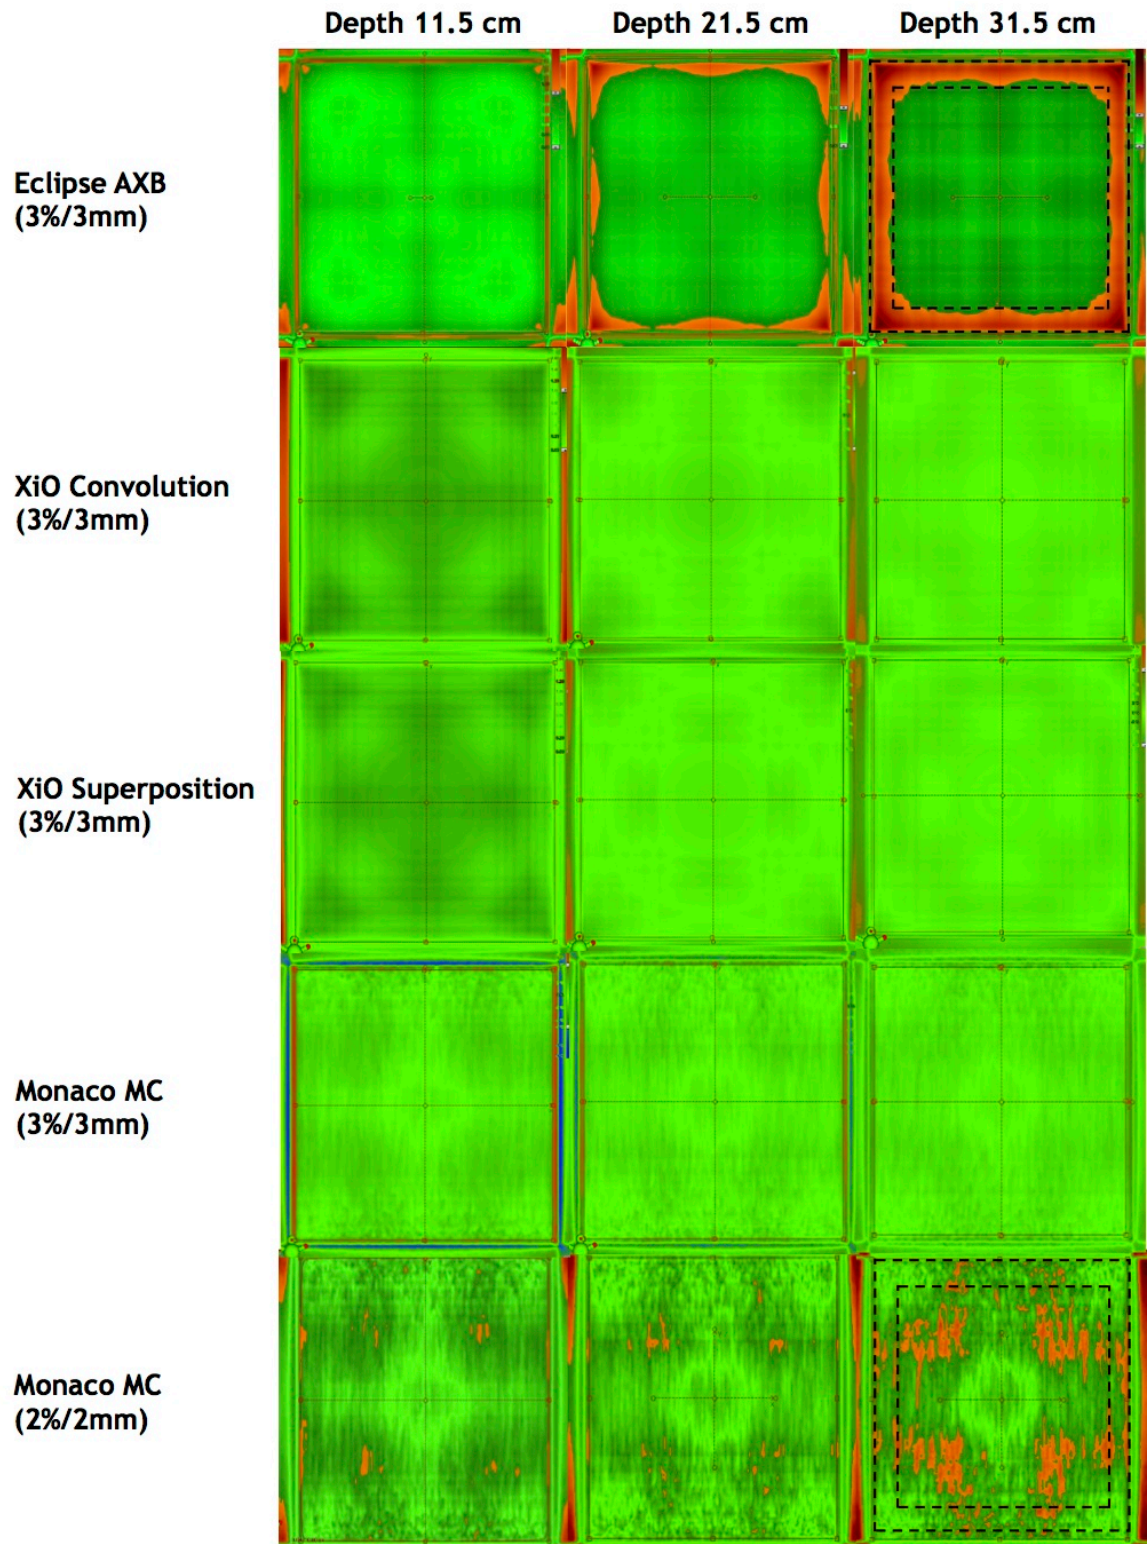 Depth 11.5 cm Depth 21.5 cm Depth 31.5 cm
Eclipse AXB
(3%/3mm)
XiO Convolution
(3%/3mm)
XiO Superposition
(3%/3mm)
Monaco MC
(3%/3mm)
Monaco MC
(2%/2mm)